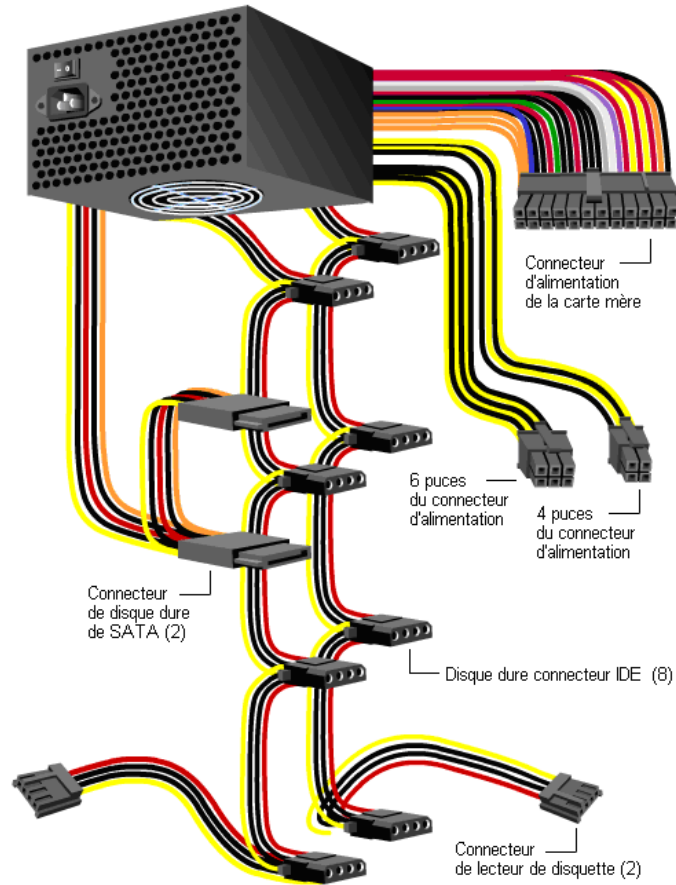 Connecteur
d'alimentation
de la carte mère
6 puces
du connecteur
d'alimentation
4 puces
du connecteur
d'alimentation
Connecteur
de disque dure
de SATA (2)
Disque dure connecteur IDE (8)
Connecteur
de lecteur de disquette (2)